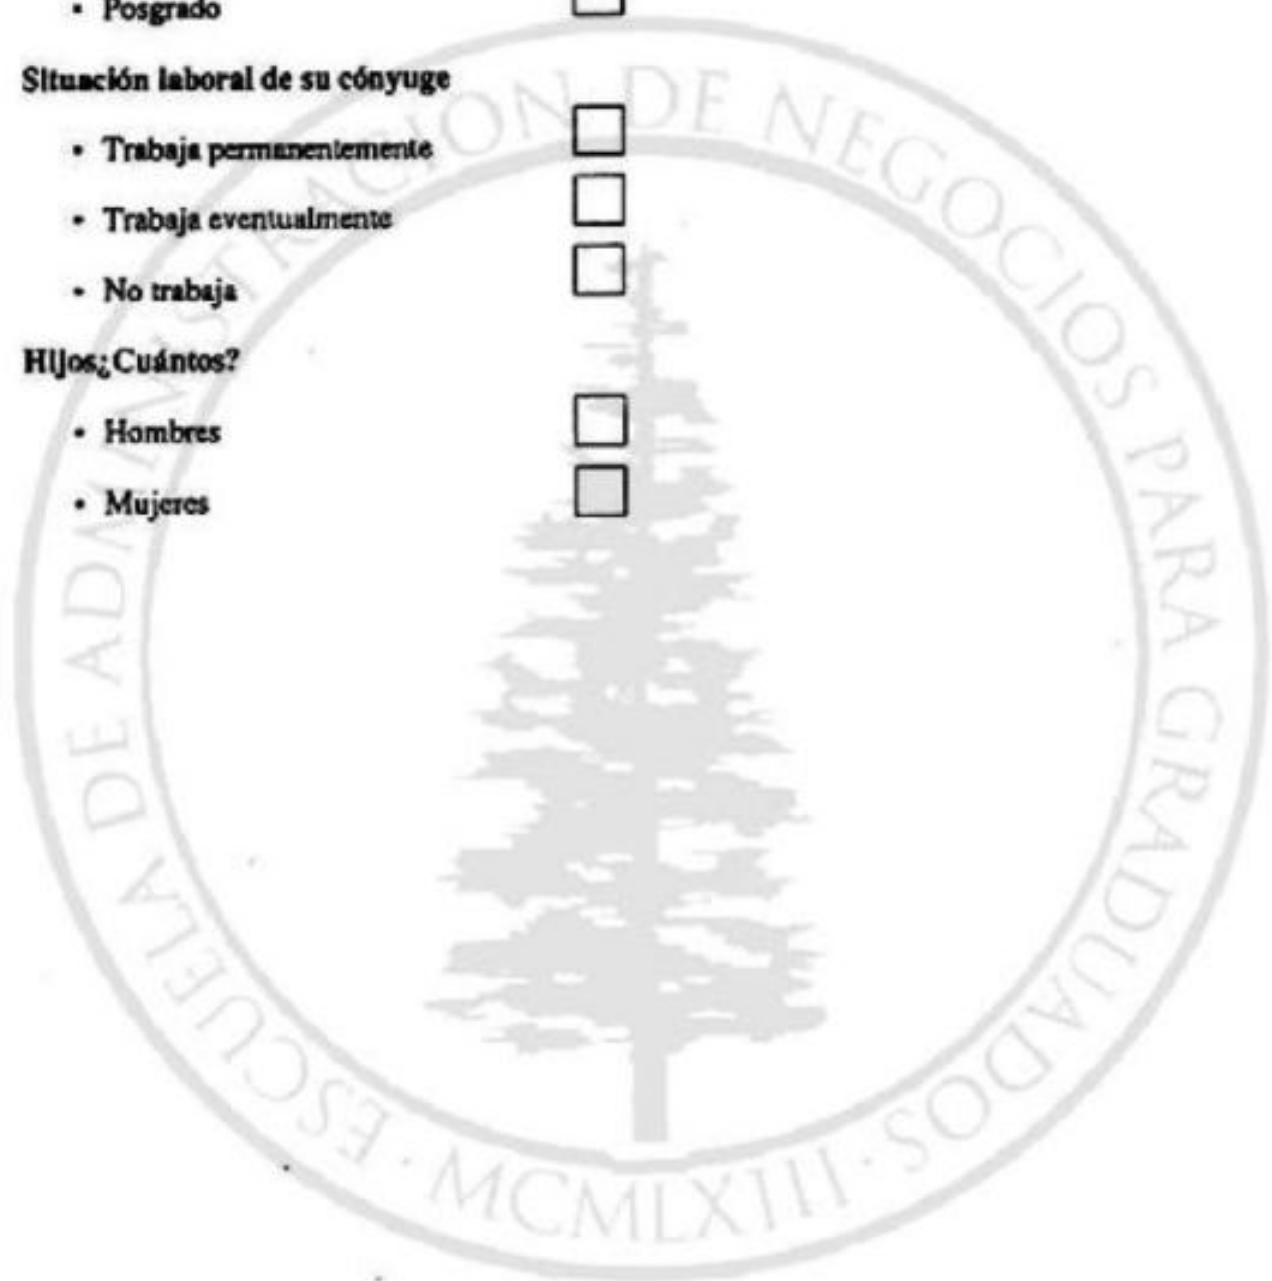 • Posgrado
Situación laboral de su cónyuge
• Trabaja permanentemente
• Trabaja eventualmente
• No trabaja
Hijos¿Cuántos?
• Hombres
• Mujeres
ESCUELA DE ADMINISTRACION DE NEGOCIOS PARA GRADUADOS · MCMLXIII ·